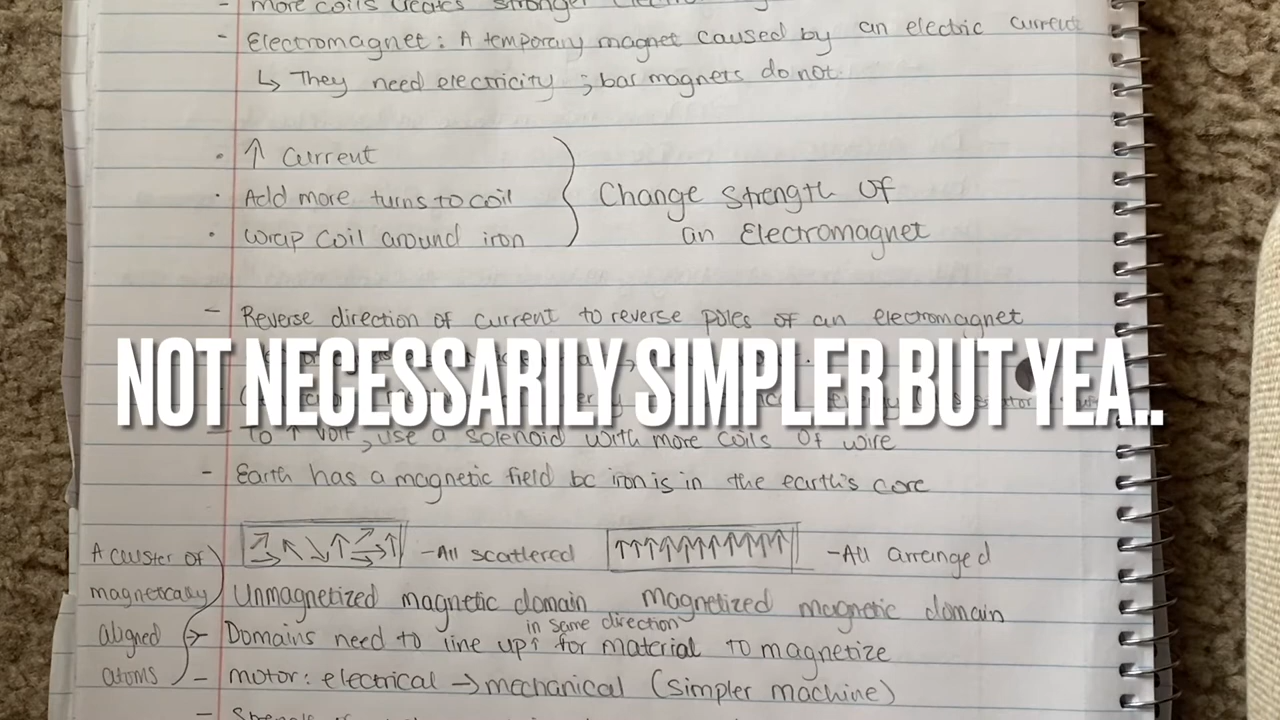 - more coils stronger
- Electromagnet: A temporary magnet caused by an electric current
↳ They need electricity ; bar magnets do not.
• ↑ Current
• Add more turns to coil
• wrap coil around iron
Change strength of
an Electromagnet
- Reverse direction of current to reverse poles of an electromagnet
NOT NECESSARILY SIMPLER BUT YEA..
- To ↑ volt, use a solenoid with more coils of wire
- Earth has a magnetic field bc iron is in the earth's core
-All scattered
-All arranged
A cluster of
magnetically
aligned
atoms
Unmagnetized magnetic domain
magnetized magnetic domain
in same direction
Domains need to line up ↑ for material to magnetize
- motor: electrical → mechanical (simpler machine)